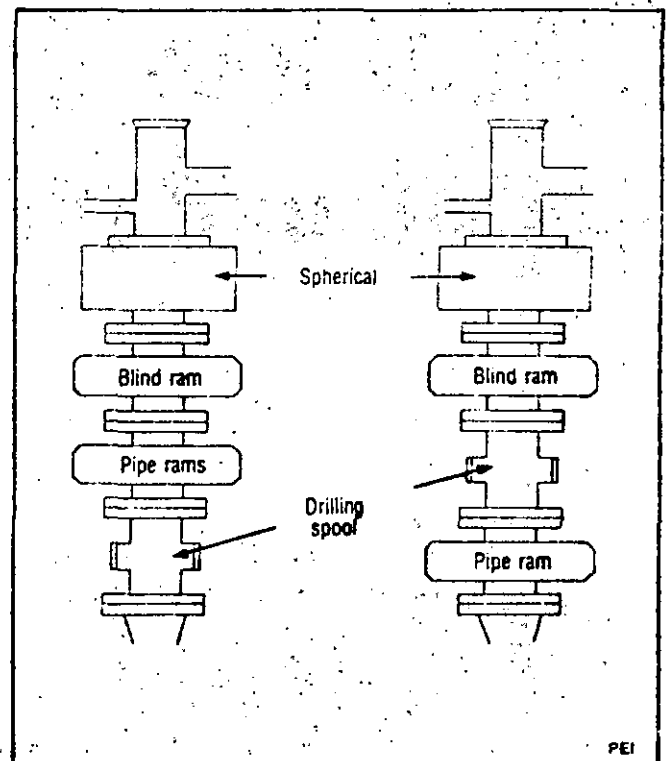 Spherical
Blind ram
Blind ram
Pipe rams
Drilling
spool
Pipe ram
PEI